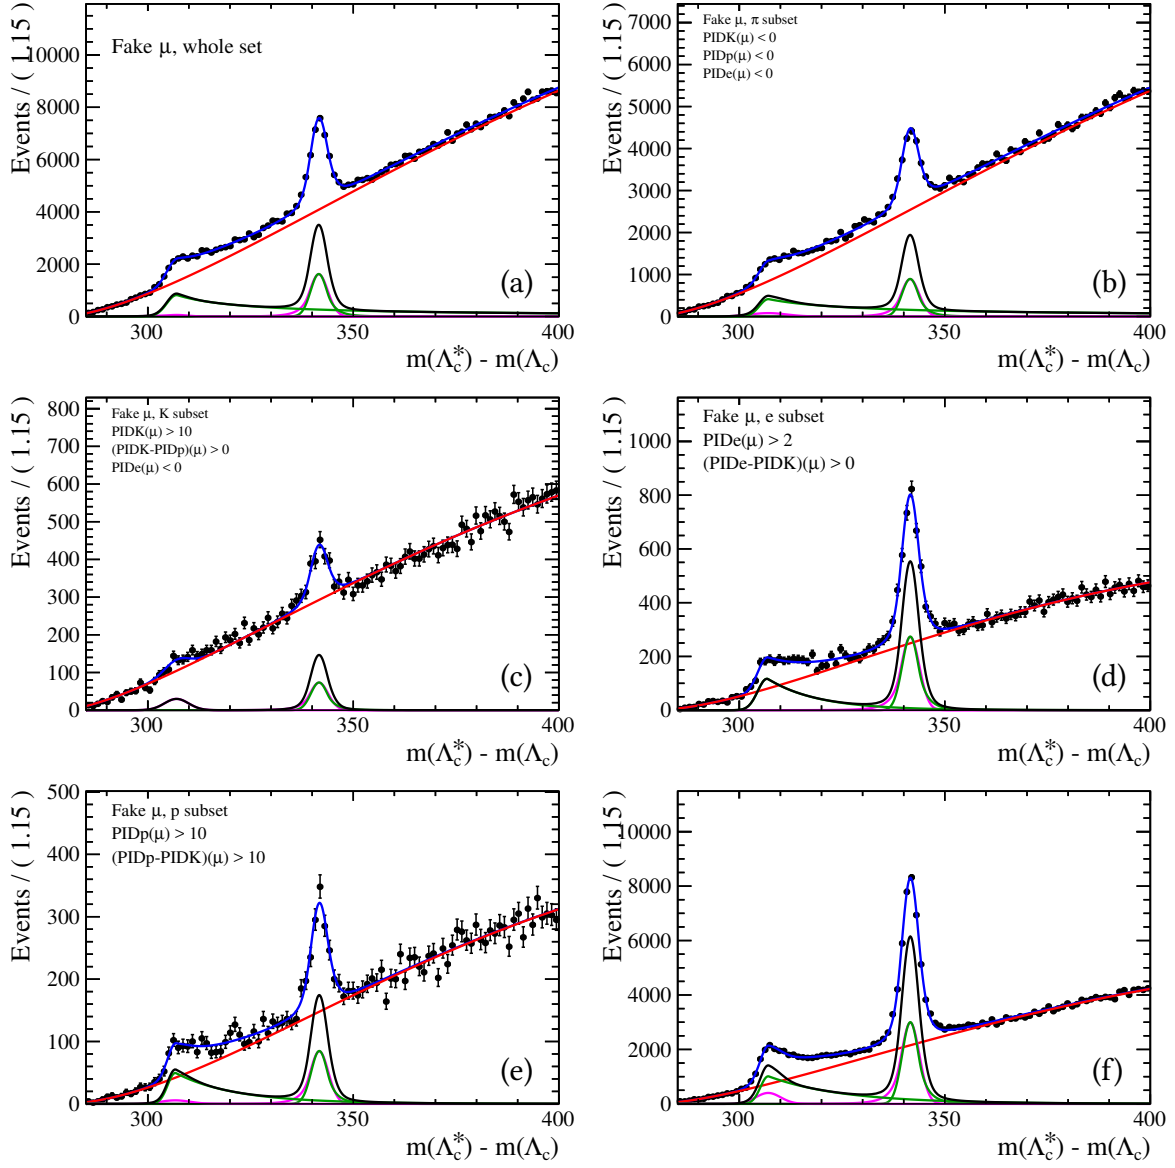 Events / ( 1.15 )
10000
8000
6000
4000
2000
0
Fake μ, whole set
(a)
300
350
400
m(Λc*) - m(Λc)
Events / ( 1.15 )
7000
6000
5000
4000
3000
2000
1000
0
Fake μ, π subset
PIDK(μ) < 0
PIDp(μ) < 0
PIDe(μ) < 0
(b)
300
350
400
m(Λc*) - m(Λc)
Events / ( 1.15 )
800
700
600
500
400
300
200
100
0
Fake μ, K subset
PIDK(μ) > 10
(PIDK-PIDp)(μ) > 0
PIDe(μ) < 0
(c)
300
350
400
m(Λc*) - m(Λc)
Events / ( 1.15 )
1000
800
600
400
200
0
Fake μ, e subset
PIDe(μ) > 2
(PIDe-PIDK)(μ) > 0
(d)
300
350
400
m(Λc*) - m(Λc)
Events / ( 1.15 )
500
400
300
200
100
0
Fake μ, p subset
PIDp(μ) > 10
(PIDp-PIDK)(μ) > 10
(e)
300
350
400
m(Λc*) - m(Λc)
Events / ( 1.15 )
10000
8000
6000
4000
2000
0
(f)
300
350
400
m(Λc*) - m(Λc)